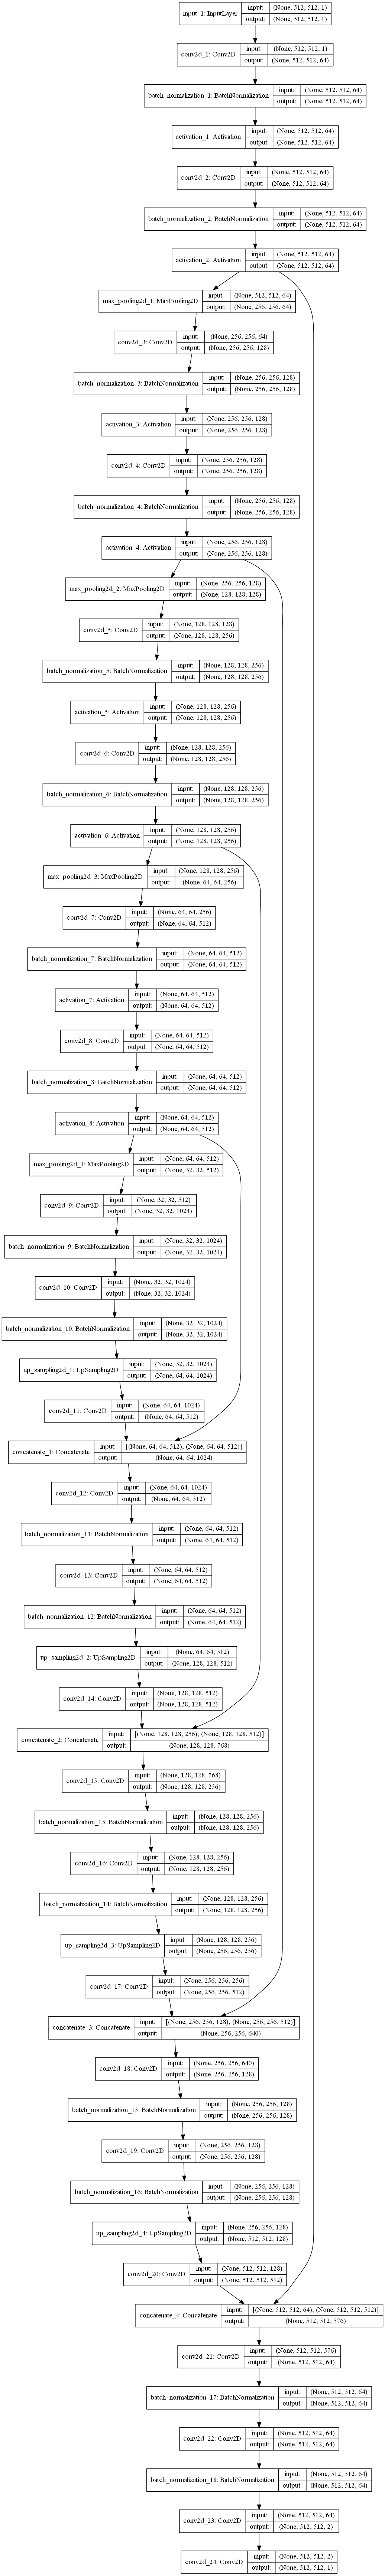 input_1: InputLayer
input: (None, 512, 512, 1)
output: (None, 512, 512, 1)
conv2d_1: Conv2D
input: (None, 512, 512, 1)
output: (None, 512, 512, 64)
batch_normalization_1: BatchNormalization
input: (None, 512, 512, 64)
output: (None, 512, 512, 64)
activation_1: Activation
input: (None, 512, 512, 64)
output: (None, 512, 512, 64)
conv2d_2: Conv2D
input: (None, 512, 512, 64)
output: (None, 512, 512, 64)
batch_normalization_2: BatchNormalization
input: (None, 512, 512, 64)
output: (None, 512, 512, 64)
activation_2: Activation
input: (None, 512, 512, 64)
output: (None, 512, 512, 64)
max_pooling2d_1: MaxPooling2D
input: (None, 512, 512, 64)
output: (None, 256, 256, 64)
conv2d_3: Conv2D
input: (None, 256, 256, 64)
output: (None, 256, 256, 128)
batch_normalization_3: BatchNormalization
input: (None, 256, 256, 128)
output: (None, 256, 256, 128)
activation_3: Activation
input: (None, 256, 256, 128)
output: (None, 256, 256, 128)
conv2d_4: Conv2D
input: (None, 256, 256, 128)
output: (None, 256, 256, 128)
batch_normalization_4: BatchNormalization
input: (None, 256, 256, 128)
output: (None, 256, 256, 128)
activation_4: Activation
input: (None, 256, 256, 128)
output: (None, 256, 256, 128)
max_pooling2d_2: MaxPooling2D
input: (None, 256, 256, 128)
output: (None, 128, 128, 128)
conv2d_5: Conv2D
input: (None, 128, 128, 128)
output: (None, 128, 128, 256)
batch_normalization_5: BatchNormalization
input: (None, 128, 128, 256)
output: (None, 128, 128, 256)
activation_5: Activation
input: (None, 128, 128, 256)
output: (None, 128, 128, 256)
conv2d_6: Conv2D
input: (None, 128, 128, 256)
output: (None, 128, 128, 256)
batch_normalization_6: BatchNormalization
input: (None, 128, 128, 256)
output: (None, 128, 128, 256)
activation_6: Activation
input: (None, 128, 128, 256)
output: (None, 128, 128, 256)
max_pooling2d_3: MaxPooling2D
input: (None, 128, 128, 256)
output: (None, 64, 64, 256)
conv2d_7: Conv2D
input: (None, 64, 64, 256)
output: (None, 64, 64, 512)
batch_normalization_7: BatchNormalization
input: (None, 64, 64, 512)
output: (None, 64, 64, 512)
activation_7: Activation
input: (None, 64, 64, 512)
output: (None, 64, 64, 512)
conv2d_8: Conv2D
input: (None, 64, 64, 512)
output: (None, 64, 64, 512)
batch_normalization_8: BatchNormalization
input: (None, 64, 64, 512)
output: (None, 64, 64, 512)
activation_8: Activation
input: (None, 64, 64, 512)
output: (None, 64, 64, 512)
max_pooling2d_4: MaxPooling2D
input: (None, 64, 64, 512)
output: (None, 32, 32, 512)
conv2d_9: Conv2D
input: (None, 32, 32, 512)
output: (None, 32, 32, 1024)
batch_normalization_9: BatchNormalization
input: (None, 32, 32, 1024)
output: (None, 32, 32, 1024)
conv2d_10: Conv2D
input: (None, 32, 32, 1024)
output: (None, 32, 32, 1024)
batch_normalization_10: BatchNormalization
input: (None, 32, 32, 1024)
output: (None, 32, 32, 1024)
up_sampling2d_1: UpSampling2D
input: (None, 32, 32, 1024)
output: (None, 64, 64, 1024)
conv2d_11: Conv2D
input: (None, 64, 64, 1024)
output: (None, 64, 64, 512)
concatenate_1: Concatenate
input: [(None, 64, 64, 512), (None, 64, 64, 512)]
output: (None, 64, 64, 1024)
conv2d_12: Conv2D
input: (None, 64, 64, 1024)
output: (None, 64, 64, 512)
batch_normalization_11: BatchNormalization
input: (None, 64, 64, 512)
output: (None, 64, 64, 512)
conv2d_13: Conv2D
input: (None, 64, 64, 512)
output: (None, 64, 64, 512)
batch_normalization_12: BatchNormalization
input: (None, 64, 64, 512)
output: (None, 64, 64, 512)
up_sampling2d_2: UpSampling2D
input: (None, 64, 64, 512)
output: (None, 128, 128, 512)
conv2d_14: Conv2D
input: (None, 128, 128, 512)
output: (None, 128, 128, 512)
concatenate_2: Concatenate
input: [(None, 128, 128, 256), (None, 128, 128, 512)]
output: (None, 128, 128, 768)
conv2d_15: Conv2D
input: (None, 128, 128, 768)
output: (None, 128, 128, 256)
batch_normalization_13: BatchNormalization
input: (None, 128, 128, 256)
output: (None, 128, 128, 256)
conv2d_16: Conv2D
input: (None, 128, 128, 256)
output: (None, 128, 128, 256)
batch_normalization_14: BatchNormalization
input: (None, 128, 128, 256)
output: (None, 128, 128, 256)
up_sampling2d_3: UpSampling2D
input: (None, 128, 128, 256)
output: (None, 256, 256, 256)
conv2d_17: Conv2D
input: (None, 256, 256, 256)
output: (None, 256, 256, 512)
concatenate_3: Concatenate
input: [(None, 256, 256, 128), (None, 256, 256, 512)]
output: (None, 256, 256, 640)
conv2d_18: Conv2D
input: (None, 256, 256, 640)
output: (None, 256, 256, 128)
batch_normalization_15: BatchNormalization
input: (None, 256, 256, 128)
output: (None, 256, 256, 128)
conv2d_19: Conv2D
input: (None, 256, 256, 128)
output: (None, 256, 256, 128)
batch_normalization_16: BatchNormalization
input: (None, 256, 256, 128)
output: (None, 256, 256, 128)
up_sampling2d_4: UpSampling2D
input: (None, 256, 256, 128)
output: (None, 512, 512, 128)
conv2d_20: Conv2D
input: (None, 512, 512, 128)
output: (None, 512, 512, 512)
concatenate_4: Concatenate
input: [(None, 512, 512, 64), (None, 512, 512, 512)]
output: (None, 512, 512, 576)
conv2d_21: Conv2D
input: (None, 512, 512, 576)
output: (None, 512, 512, 64)
batch_normalization_17: BatchNormalization
input: (None, 512, 512, 64)
output: (None, 512, 512, 64)
conv2d_22: Conv2D
input: (None, 512, 512, 64)
output: (None, 512, 512, 64)
batch_normalization_18: BatchNormalization
input: (None, 512, 512, 64)
output: (None, 512, 512, 64)
conv2d_23: Conv2D
input: (None, 512, 512, 64)
output: (None, 512, 512, 2)
conv2d_24: Conv2D
input: (None, 512, 512, 2)
output: (None, 512, 512, 1)